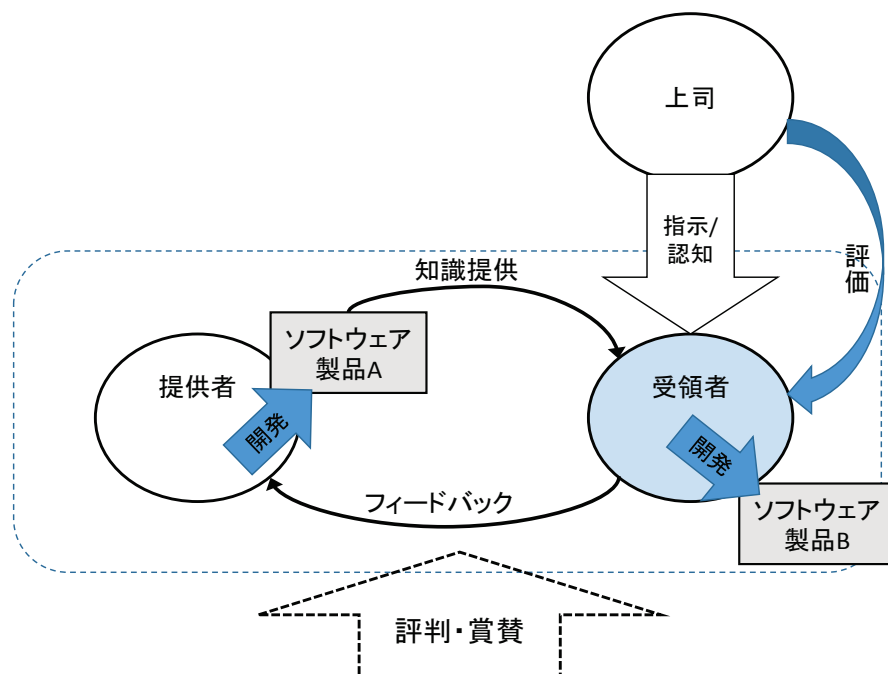 上司
指示/
認知
評価
知識提供
ソフトウェア
製品A
提供者
開発
受領者
開発
フィードバック
ソフトウェア
製品B
評判・賞賛